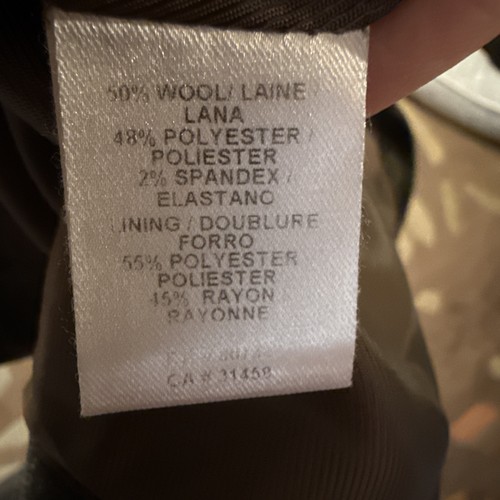 50% WOOL/ LAINE
LANA
48% POLYESTER /
POLIESTER
2% SPANDEX /
ELASTANO
LINING / DOUBLURE
FORRO
55% POLYESTER
POLIESTER
45% RAYON
RAYONNE
CA # 31458